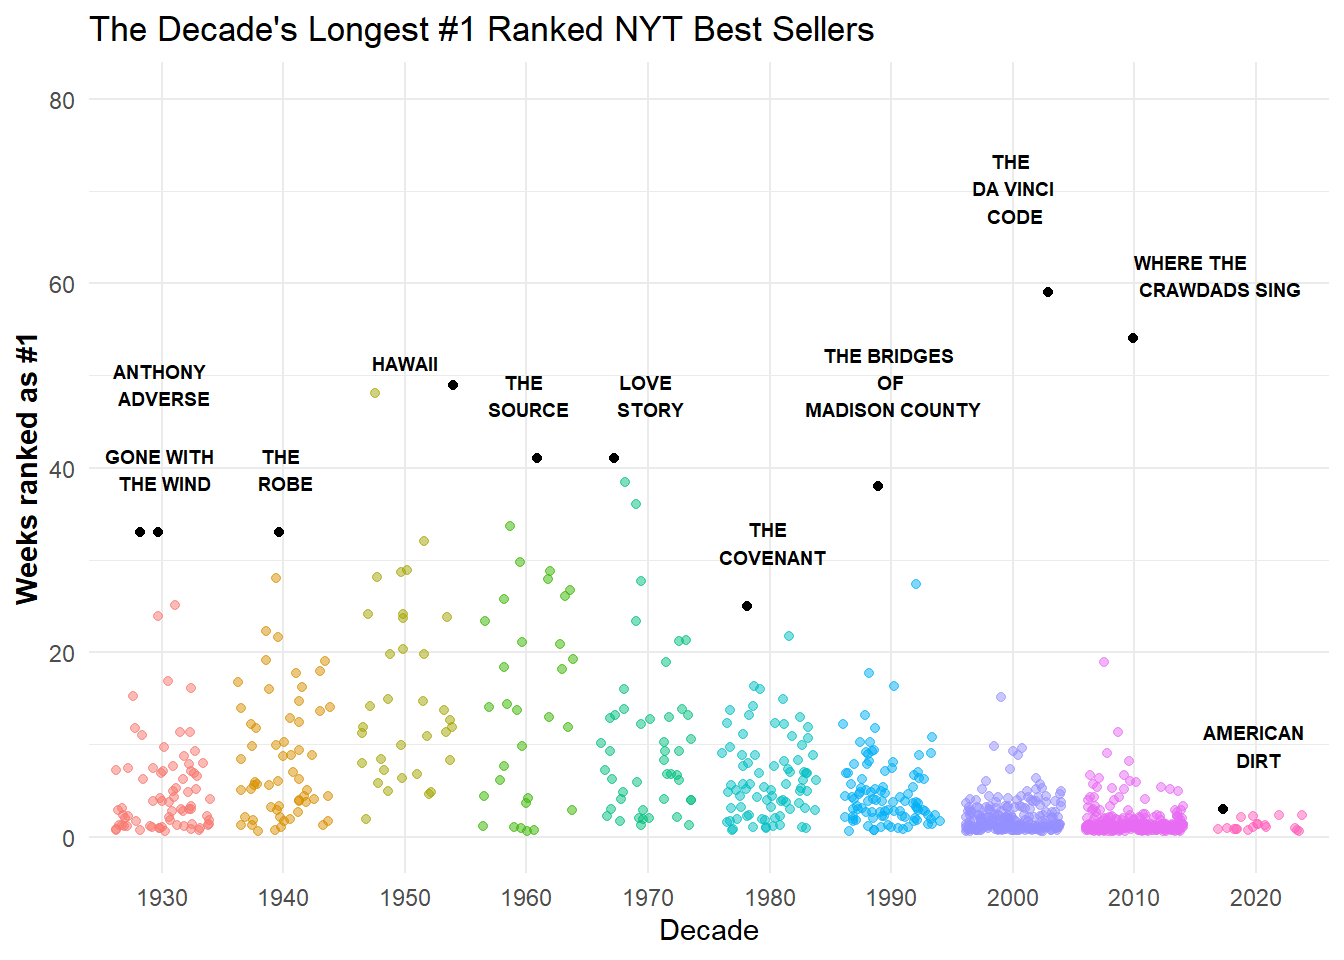 The Decade's Longest #1 Ranked NYT Best Sellers
80
60
40
20
0
Weeks ranked as #1
ANTHONY
ADVERSE
GONE WITH
THE WIND
THE
ROBE
HAWAII
THE
SOURCE
LOVE
STORY
THE
COVENANT
THE BRIDGES
OF
MADISON COUNTY
THE
DA VINCI
CODE
WHERE THE
CRAWDADS SING
AMERICAN
DIRT
1930 1940 1950 1960 1970 1980 1990 2000 2010 2020
Decade